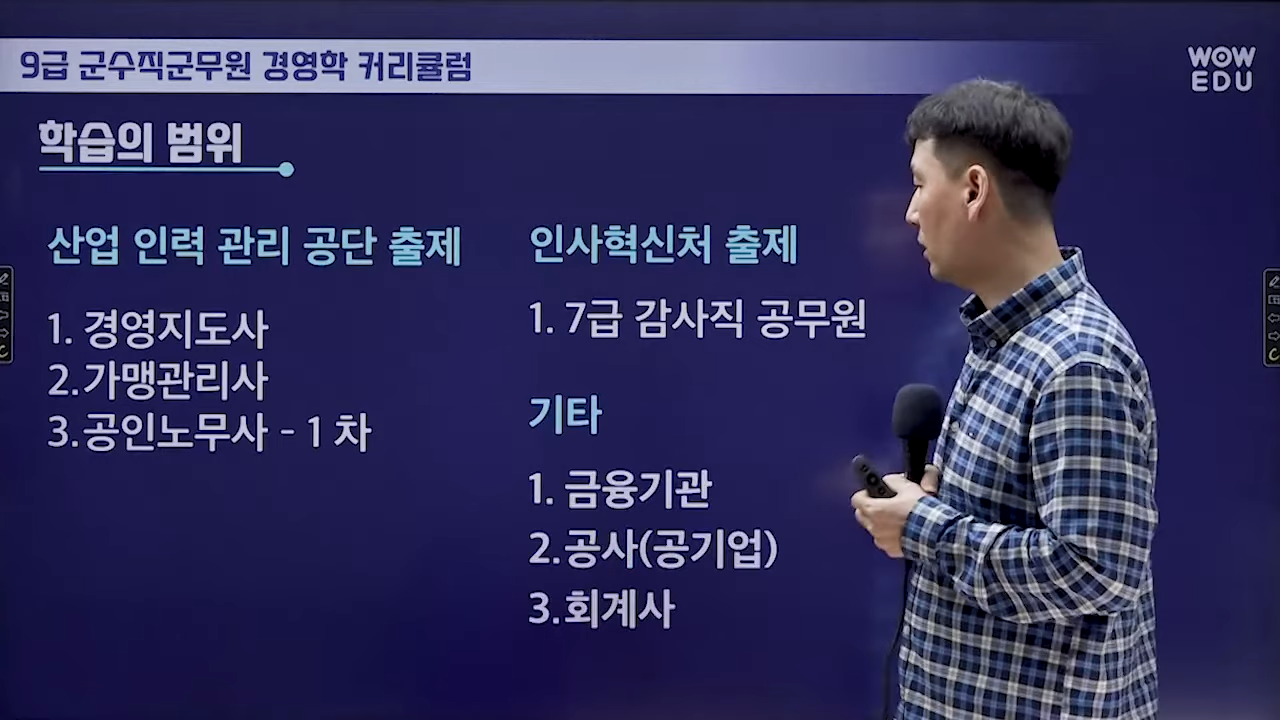 9급 군수직군무원 경영학 커리큘럼
WOW
EDU
학습의 범위
산업 인력 관리 공단 출제
1. 경영지도사
2.가맹관리사
3.공인노무사 - 1 차
인사혁신처 출제
1. 7급 감사직 공무원
기타
1. 금융기관
2.공사(공기업)
3.회계사